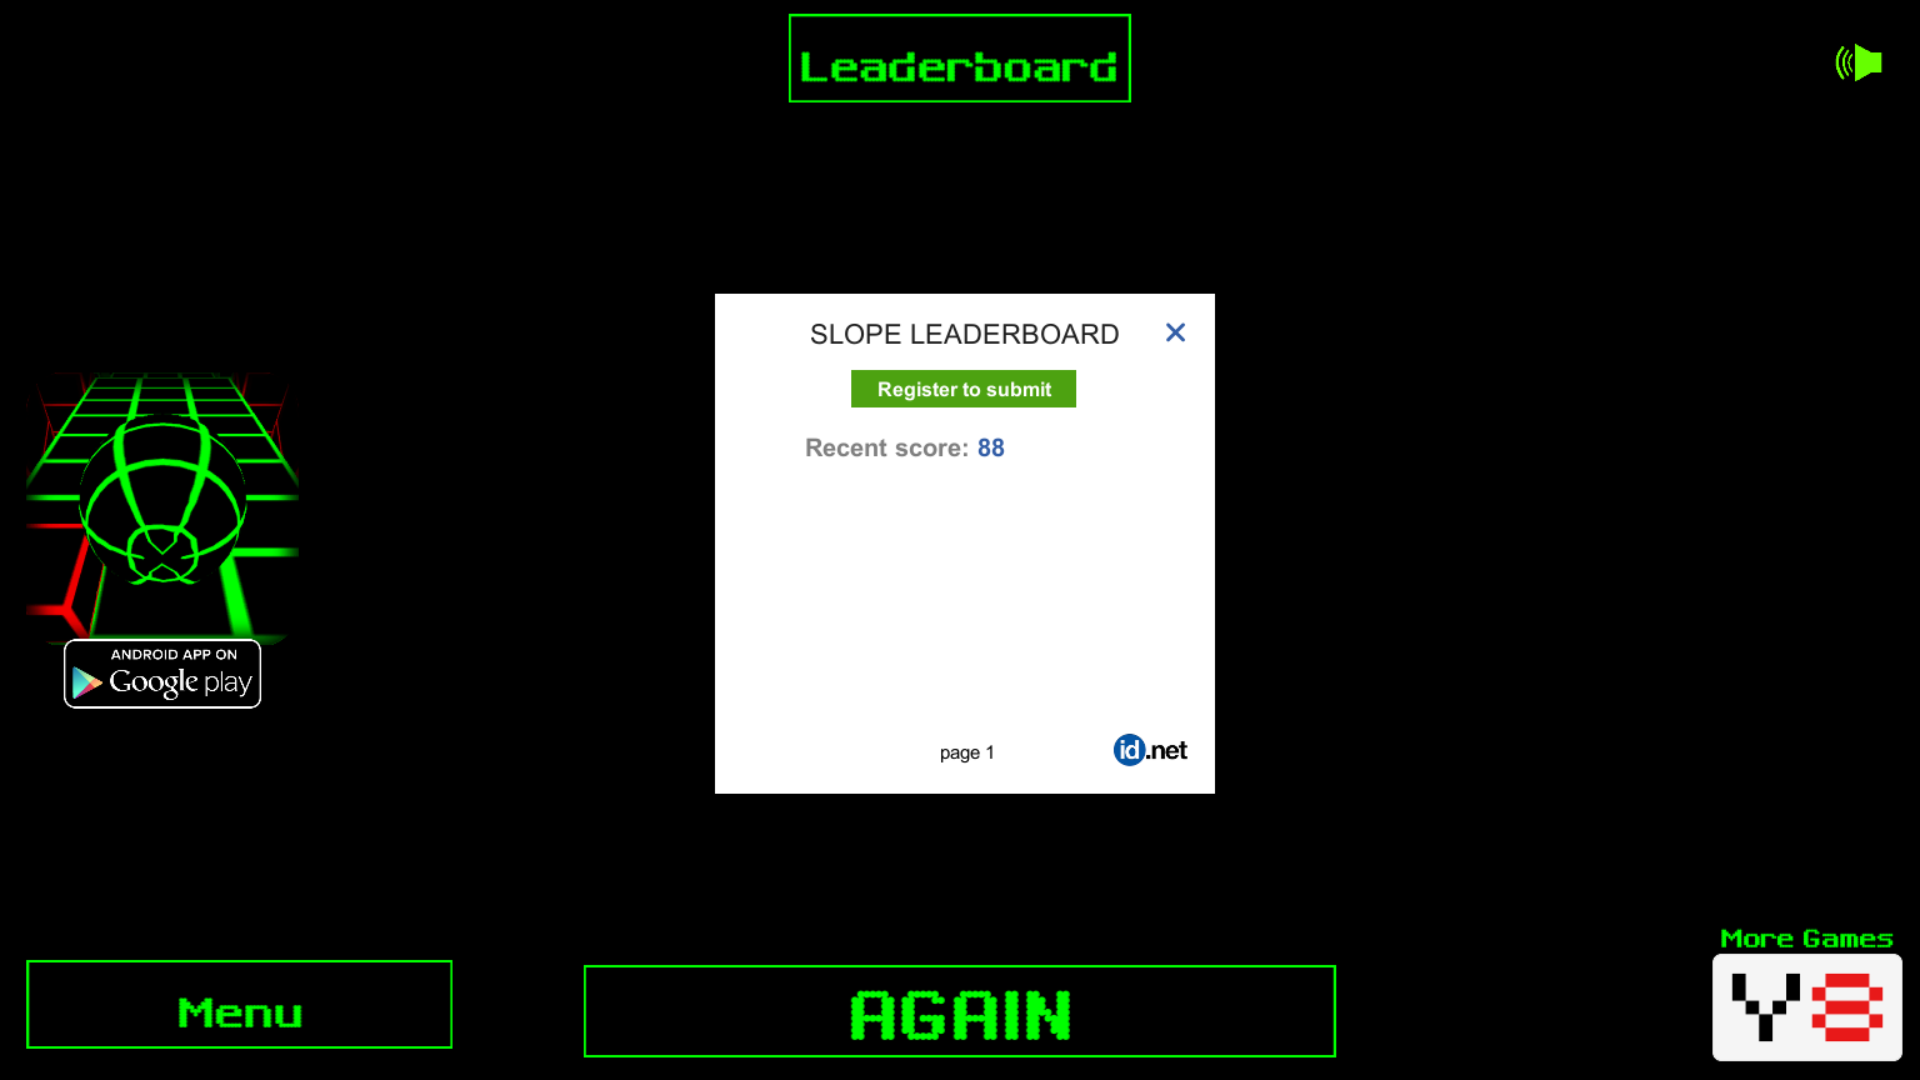 Leaderboard
SLOPE LEADERBOARD
Register to submit
Recent score: 88
ANDROID APP ON
Google play
page 1
id.net
More Games
Y8
Menu
AGAIN